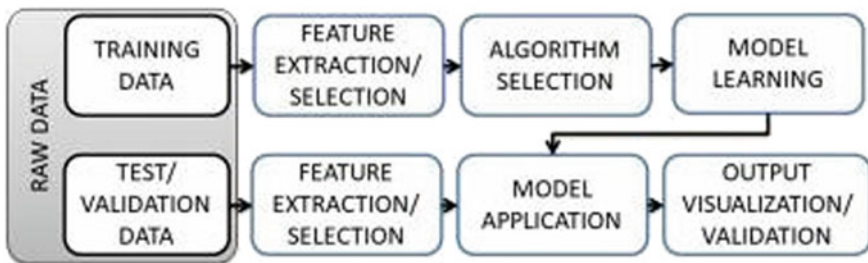 RAW DATA
TRAINING
DATA
FEATURE
EXTRACTION/
SELECTION
ALGORITHM
SELECTION
MODEL
LEARNING
TEST/
VALIDATION
DATA
FEATURE
EXTRACTION/
SELECTION
MODEL
APPLICATION
OUTPUT
VISUALIZATION/
VALIDATION